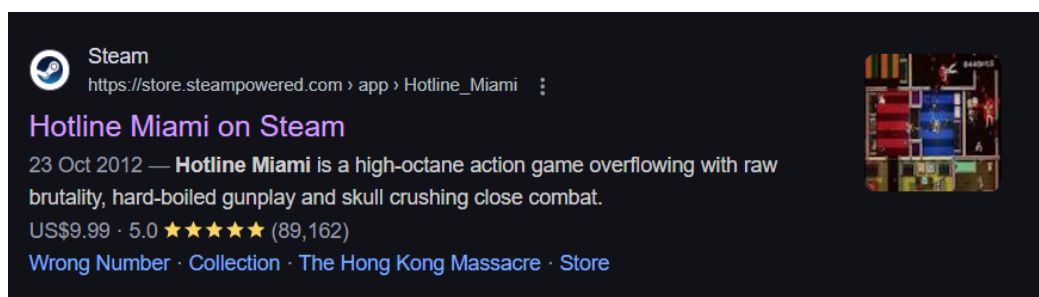 Steam
https://store.steampowered.com › app › Hotline_Miami
Hotline Miami on Steam
23 Oct 2012 — Hotline Miami is a high-octane action game overflowing with raw
brutality, hard-boiled gunplay and skull crushing close combat.
US$9.99 · 5.0 ★★★★★ (89,162)
Wrong Number · Collection · The Hong Kong Massacre · Store